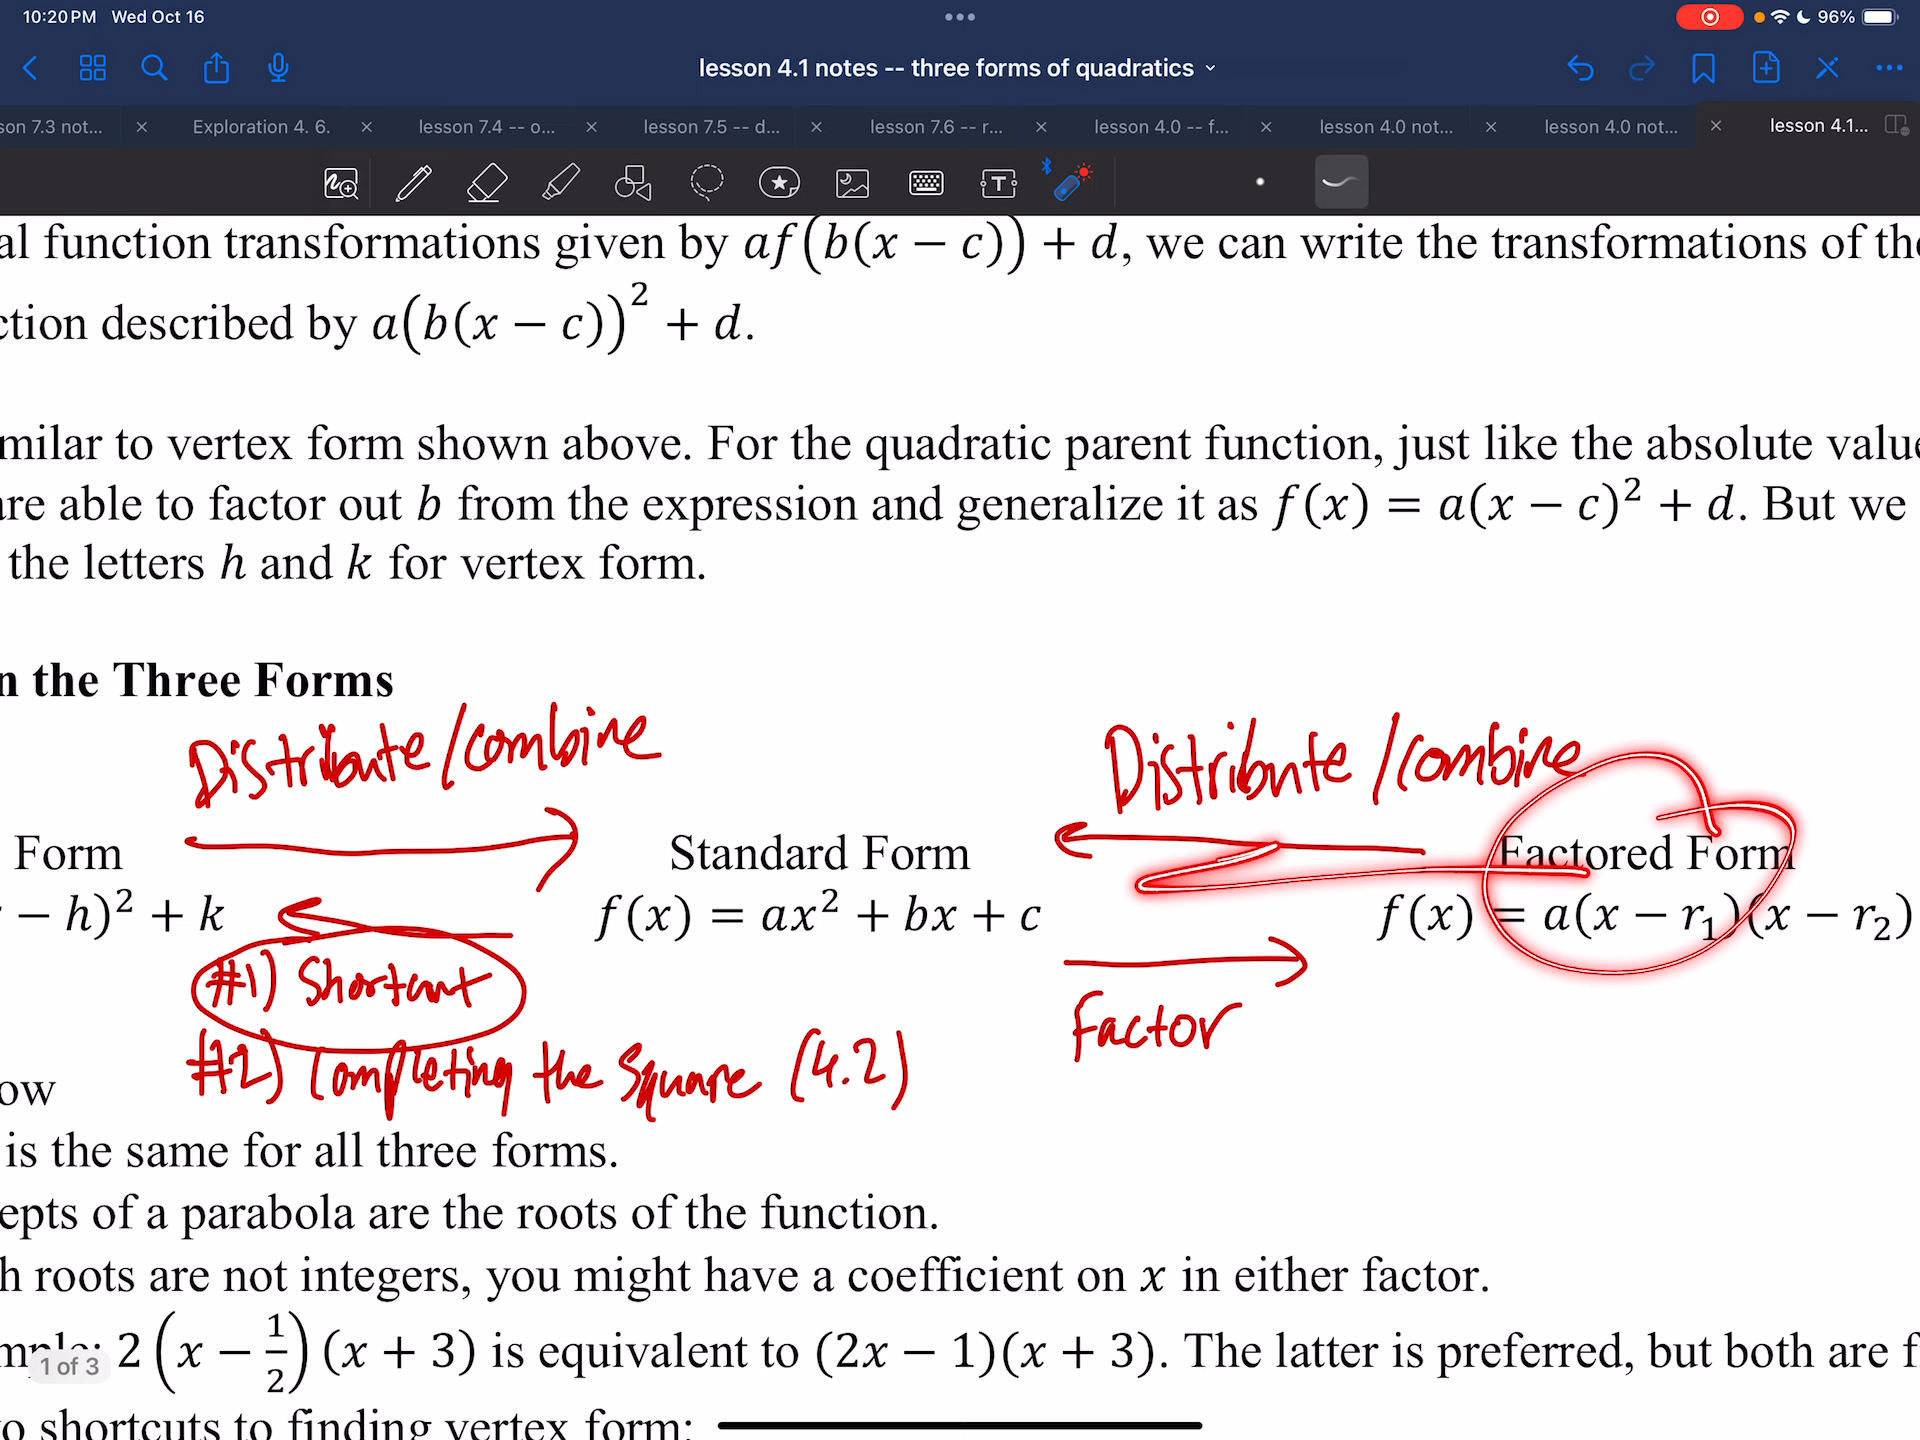 10:20 PM Wed Oct 16
96%
lesson 4.1 notes -- three forms of quadratics
son 7.3 not...
Exploration 4. 6.
lesson 7.4 -- o...
lesson 7.5 -- d...
lesson 7.6 -- r...
lesson 4.0 -- f...
lesson 4.0 not...
lesson 4.0 not...
lesson 4.1...
al function transformations given by af(b(x − c)) + d, we can write the transformations of the
ction described by a(b(x − c))² + d.
milar to vertex form shown above. For the quadratic parent function, just like the absolute value
are able to factor out b from the expression and generalize it as f(x) = a(x − c)² + d. But we
the letters h and k for vertex form.
n the Three Forms
Distribute/combine
Distribute/combine
Form
Standard Form
Factored Form
− h)² + k
f(x) = ax² + bx + c
f(x) = a(x − r₁)(x − r₂)
#1) Shortcut
Factor
#2) Completing the Square (4.2)
ow
is the same for all three forms.
epts of a parabola are the roots of the function.
h roots are not integers, you might have a coefficient on x in either factor.
2(x − 1/2)(x + 3) is equivalent to (2x − 1)(x + 3). The latter is preferred, but both are f
1 of 3
o shortcuts to finding vertex form: